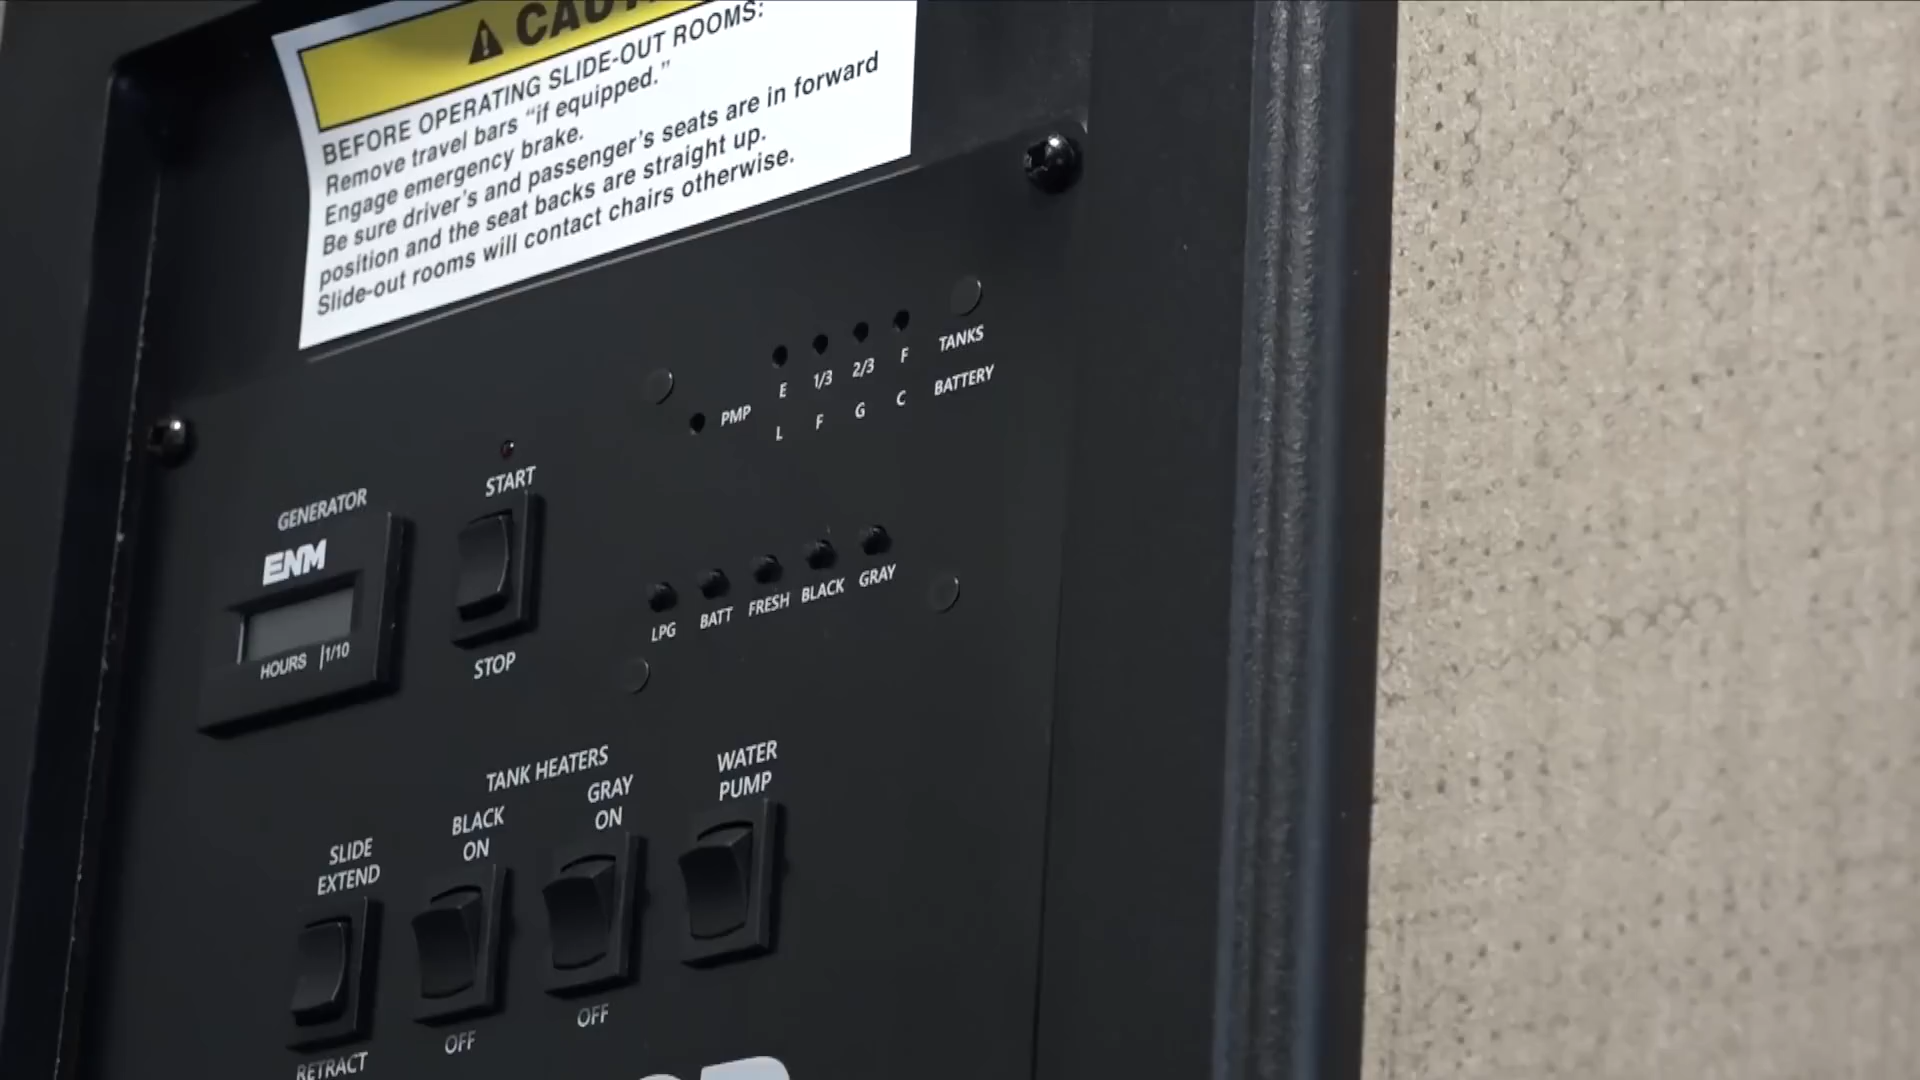 BEFORE OPERATING SLIDE-OUT ROOMS:
Remove travel bars “if equipped.”
Engage emergency brake.
Be sure driver’s and passenger’s seats are in forward
position and the seat backs are straight up.
Slide-out rooms will contact chairs otherwise.
E 1/3 2/3 F TANKS
PMP
L F G C BATTERY
GENERATOR
ENM
HOURS 1/10
START
STOP
LPG BATT FRESH BLACK GRAY
TANK HEATERS
SLIDE
EXTEND
RETRACT
BLACK
ON
OFF
GRAY
ON
OFF
WATER
PUMP